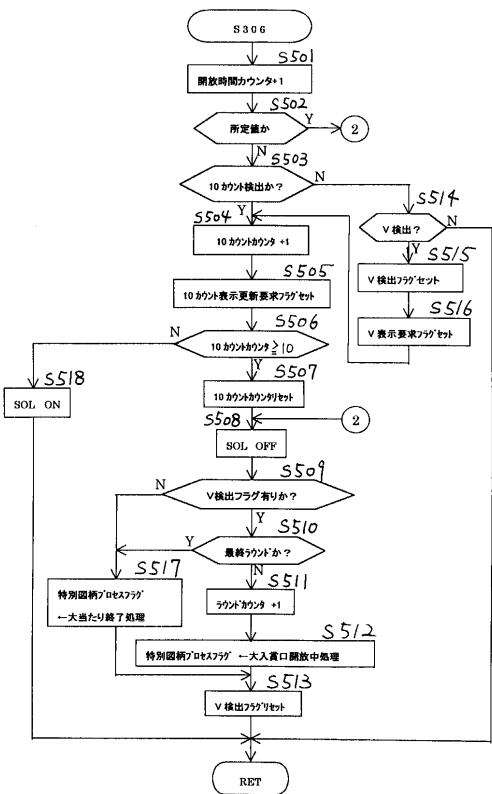 S306
S501
開放時間カウンタ+1
S502
所定値か
Y
2
N
S503
10カウント検出か?
N
S514
Y
S504
V検出?
N
10カウントカウンタ +1
Y
S515
V検出フラグセット
S505
10カウント表示更新要求フラグセット
S516
V表示要求フラグセット
S506
N
10カウントカウンタ≧10
Y
S507
S518
10カウントカウンタリセット
SOL ON
S508
2
SOL OFF
S509
N
V検出フラグ有りか?
Y
S510
Y
最終ラウンドか?
S517
N
S511
特別図柄プロセスフラグ
←大当たり終了処理
ラウンドカウンタ +1
S512
特別図柄プロセスフラグ ←大入賞口開放中処理
S513
V検出フラグリセット
RET